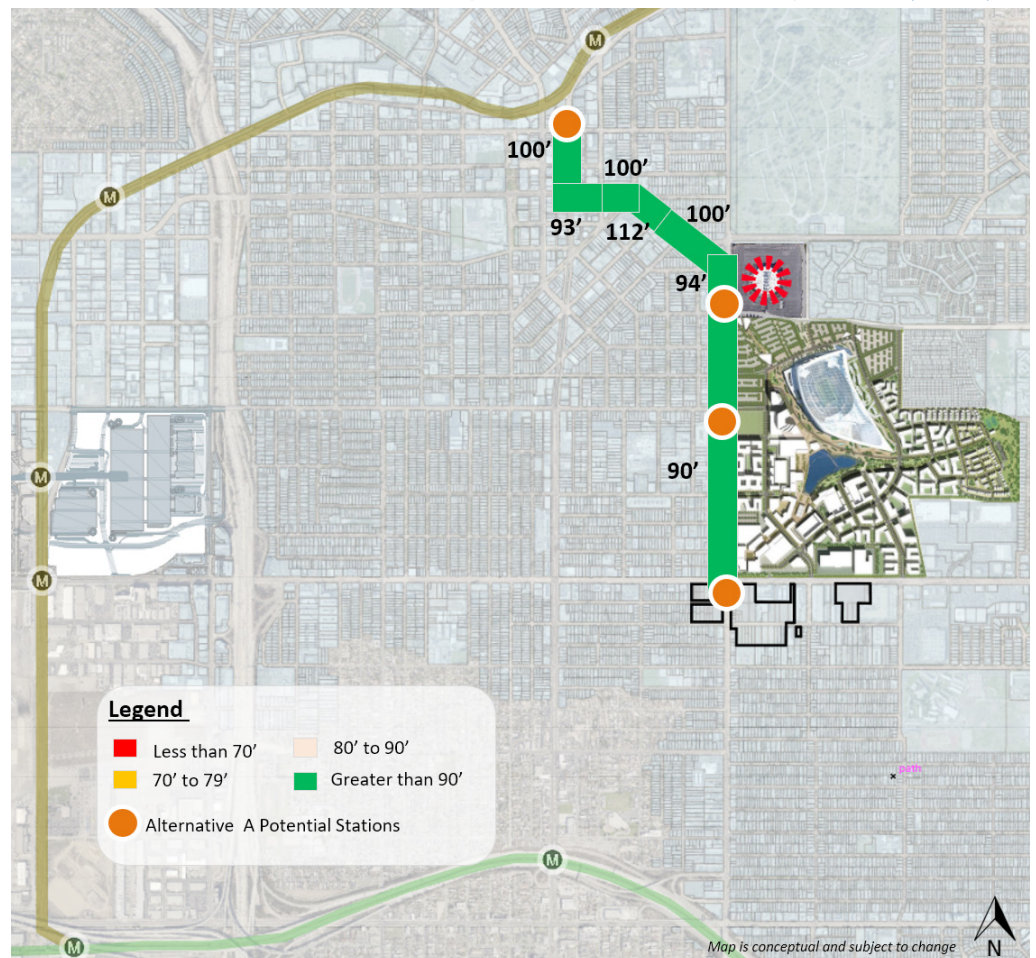 M
100’
100’
M
100’
93’
112’
94’
90’
M
M
Legend
Less than 70’
80’ to 90’
70’ to 79’
Greater than 90’
path
Alternative A Potential Stations
M
M
Map is conceptual and subject to change
N